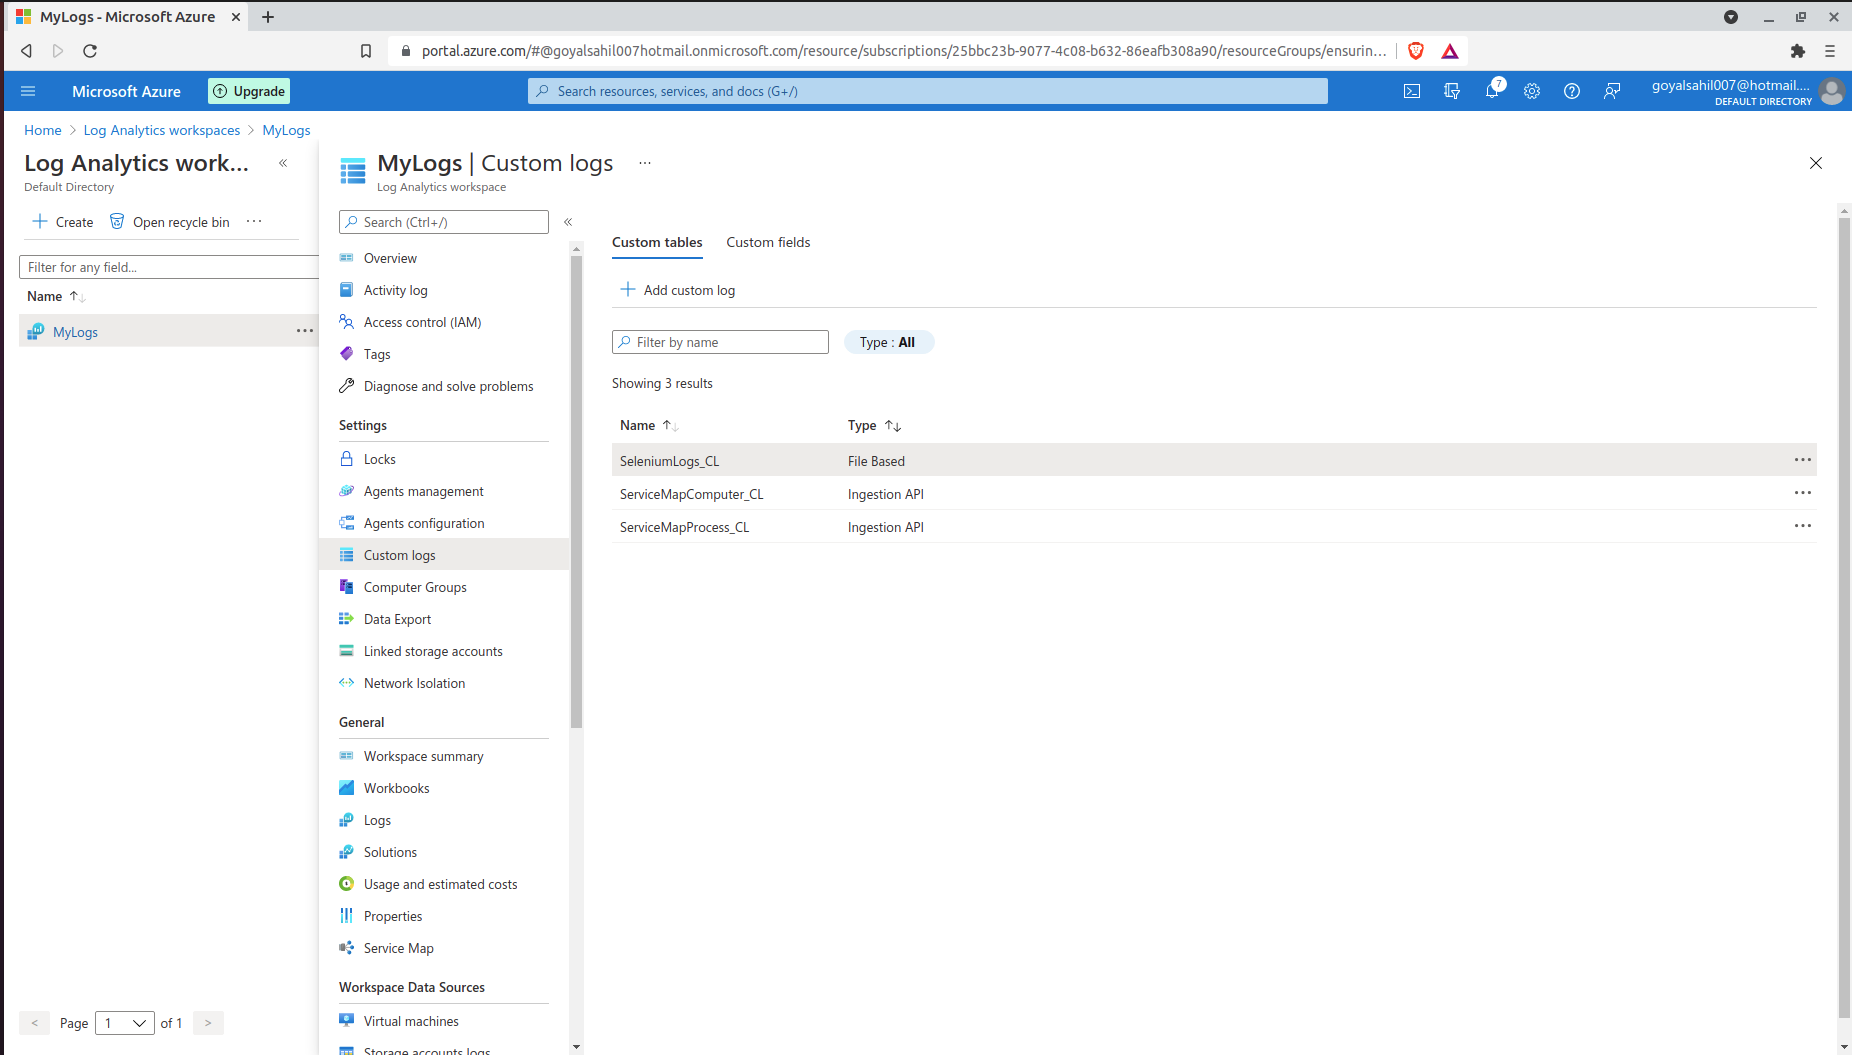 MyLogs - Microsoft Azure
portal.azure.com/#@goyalsahil007hotmail.onmicrosoft.com/resource/subscriptions/25bbc23b-9077-4c08-b632-86eafb308a90/resourceGroups/ensurin...
Microsoft Azure
Upgrade
Search resources, services, and docs (G+/)
7
goyalsahil007@hotmail....
DEFAULT DIRECTORY
Home > Log Analytics workspaces > MyLogs
Log Analytics work...
Default Directory
Create
Open recycle bin
...
Filter for any field...
Name
MyLogs
...
MyLogs | Custom logs
...
Log Analytics workspace
Search (Ctrl+/)
Overview
Activity log
Access control (IAM)
Tags
Diagnose and solve problems
Settings
Locks
Agents management
Agents configuration
Custom logs
Computer Groups
Data Export
Linked storage accounts
Network Isolation
General
Workspace summary
Workbooks
Logs
Solutions
Usage and estimated costs
Properties
Service Map
Workspace Data Sources
Virtual machines
Storage accounts logs
Custom tables
Custom fields
Add custom log
Filter by name
Type : All
Showing 3 results
Name Type
SeleniumLogs_CL File Based
ServiceMapComputer_CL Ingestion API
ServiceMapProcess_CL Ingestion API
< Page 1 of 1 >